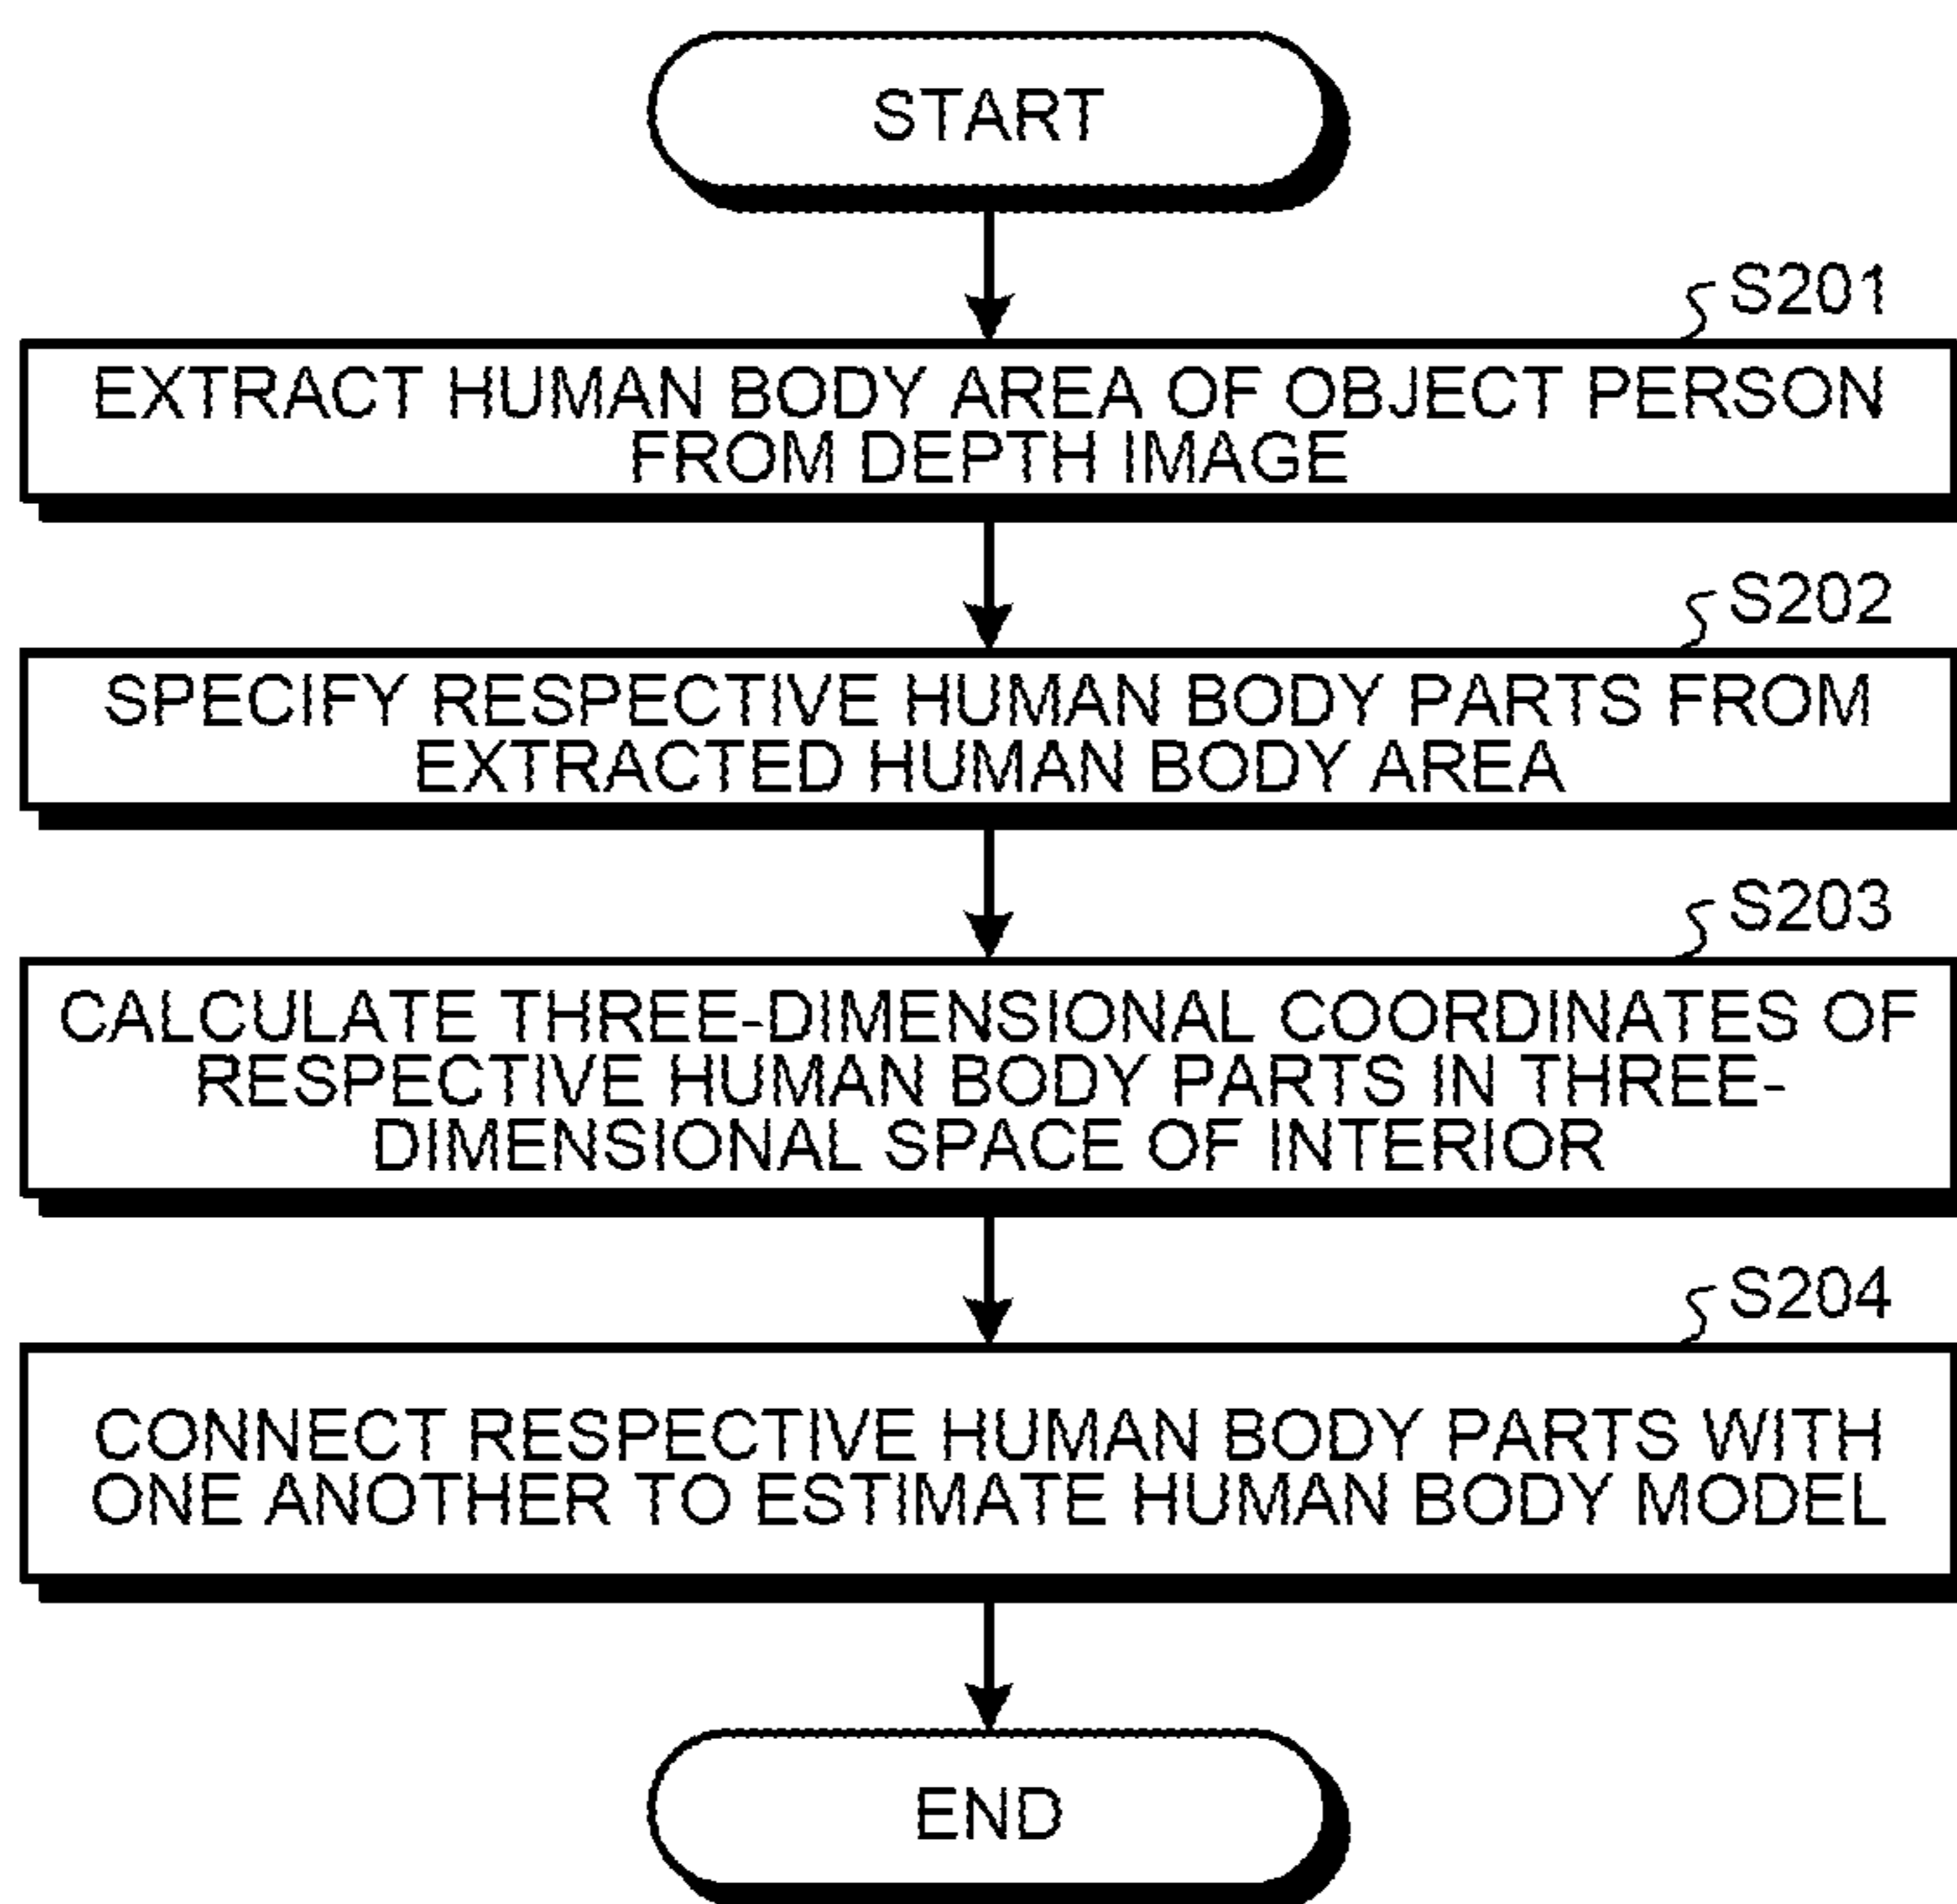 START
S201
EXTRACT HUMAN BODY AREA OF OBJECT PERSON
FROM DEPTH IMAGE
S202
SPECIFY RESPECTIVE HUMAN BODY PARTS FROM
EXTRACTED HUMAN BODY AREA
S203
CALCULATE THREE-DIMENSIONAL COORDINATES OF
RESPECTIVE HUMAN BODY PARTS IN THREE-
DIMENSIONAL SPACE OF INTERIOR
S204
CONNECT RESPECTIVE HUMAN BODY PARTS WITH
ONE ANOTHER TO ESTIMATE HUMAN BODY MODEL
END